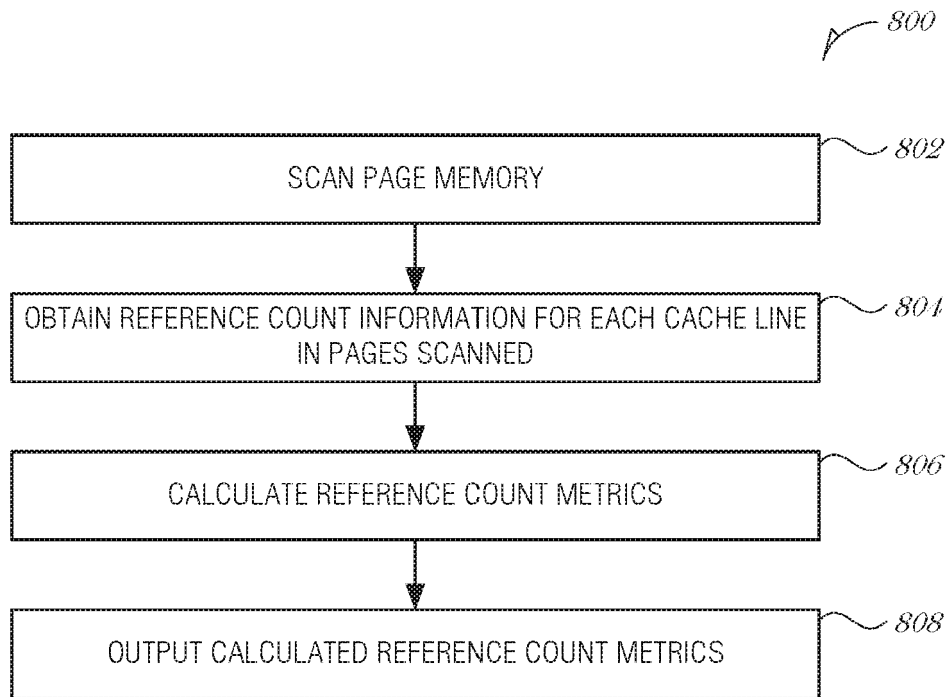 800
802
SCAN PAGE MEMORY
804
OBTAIN REFERENCE COUNT INFORMATION FOR EACH CACHE LINE
IN PAGES SCANNED
806
CALCULATE REFERENCE COUNT METRICS
808
OUTPUT CALCULATED REFERENCE COUNT METRICS